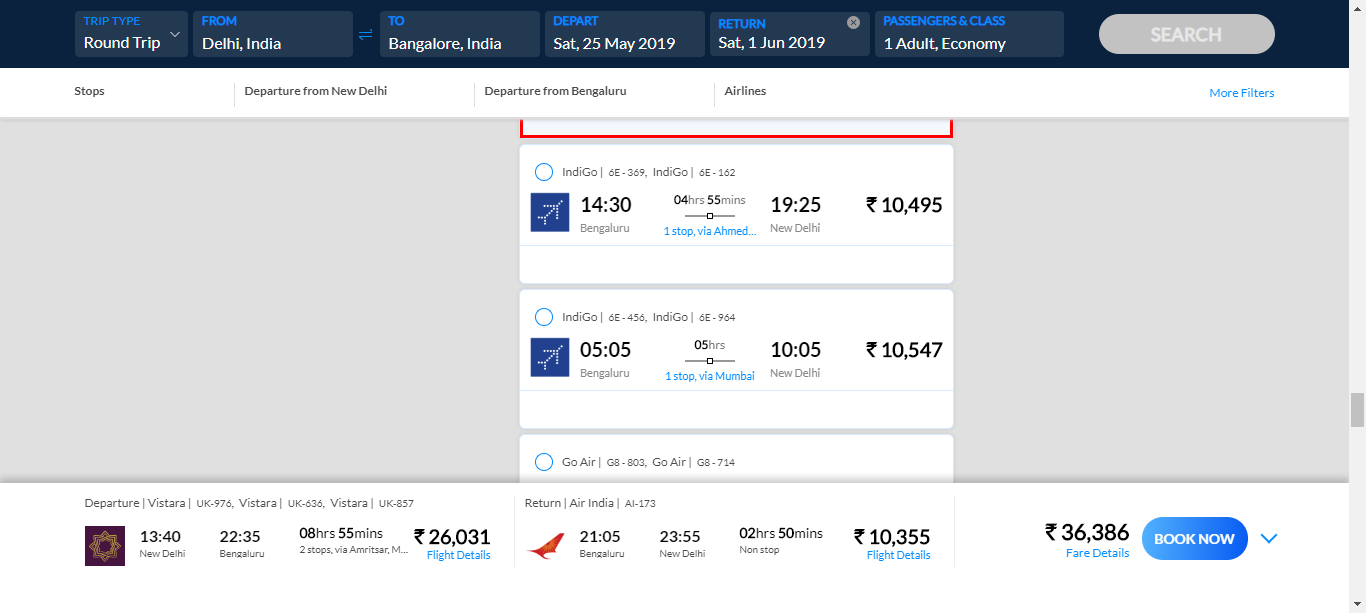 TRIP TYPE
Round Trip
FROM
Delhi, India
TO
Bangalore, India
DEPART
Sat, 25 May 2019
RETURN
Sat, 1 Jun 2019
PASSENGERS & CLASS
1 Adult, Economy
SEARCH
Stops
Departure from New Delhi
Departure from Bengaluru
Airlines
More Filters
IndiGo | 6E - 369, IndiGo | 6E - 162
14:30
Bengaluru
04hrs 55mins
1 stop, via Ahmed...
19:25
New Delhi
₹ 10,495
IndiGo | 6E - 456, IndiGo | 6E - 964
05:05
Bengaluru
05hrs
1 stop, via Mumbai
10:05
New Delhi
₹ 10,547
Go Air | G8 - 803, Go Air | G8 - 714
Departure | Vistara | UK-976, Vistara | UK-636, Vistara | UK-857
13:40
New Delhi
22:35
Bengaluru
08hrs 55mins
2 stops, via Amritsar, M...
₹ 26,031
Flight Details
Return | Air India | AI-173
21:05
Bengaluru
23:55
New Delhi
02hrs 50mins
Non stop
₹ 10,355
Flight Details
₹ 36,386
Fare Details
BOOK NOW